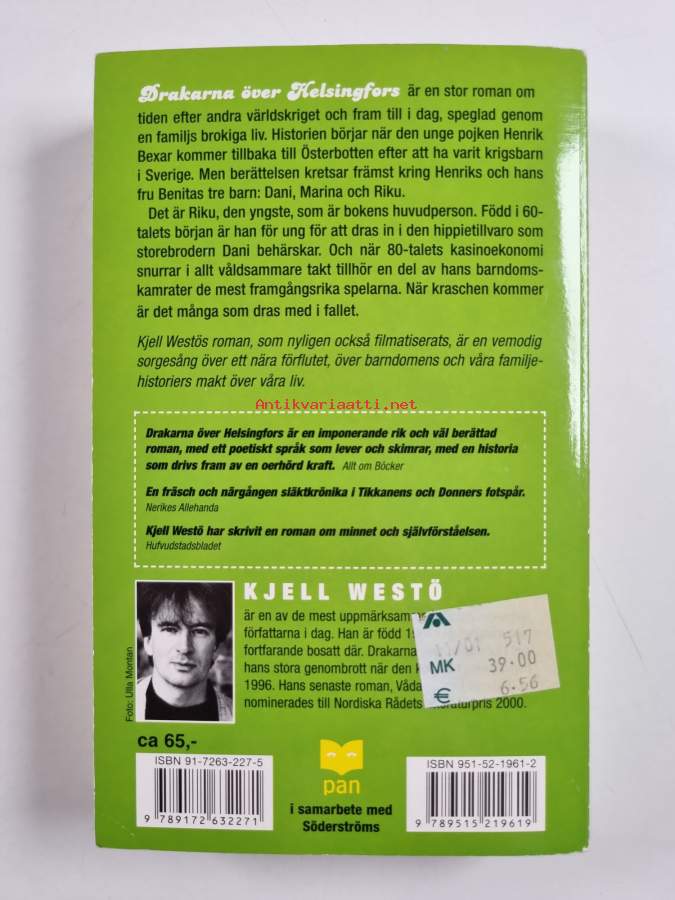 Drakarna över Helsingfors är en stor roman om
tiden efter andra världskriget och fram till i dag, speglad genom
en familjs brokiga liv. Historien börjar när den unge pojken Henrik
Bexar kommer tillbaka till Österbotten efter att ha varit krigsbarn
i Sverige. Men berättelsen kretsar främst kring Henriks och hans
fru Benitas tre barn: Dani, Marina och Riku.
Det är Riku, den yngste, som är bokens huvudperson. Född i 60-
talets början är han för ung för att dras in i den hippietillvaro som
storebrodern Dani behärskar. Och när 80-talets kasinoekonomi
snurrar i allt våldsammare takt tillhör en del av hans barndoms-
kamrater de mest framgångsrika spelarna. När kraschen kommer
är det många som dras med i fallet.
Kjell Westös roman, som nyligen också filmatiserats, är en vemodig
sorgesång över ett nära förflutet, över barndomens och våra familje-
historiers makt över våra liv.
Antikvariaatti.net
Drakarna över Helsingfors är en imponerande rik och väl berättad
roman, med ett poetiskt språk som lever och skimrar, med en historia
som drivs fram av en oerhörd kraft. Allt om Böcker
En fräsch och närgången släktkrönika i Tikkanens och Donners fotspår.
Nerikes Allehanda
Kjell Westö har skrivit en roman om minnet och självförståelsen.
Hufvudstadsbladet
KJELL WESTÖ
är en av de mest uppmärksam
författarna i dag. Han är född 19
fortfarande bosatt där. Drakarna
hans stora genombrott när den k
1996. Hans senaste roman, Våda
nominerades till Nordiska Rådets
2000.
/01 517
MK 39.00
€ 6.56
Foto: Ulla Montan
ca 65,-
ISBN 91-7263-227-5
9 789172 632271
pan
i samarbete med
Söderströms
ISBN 951-52-1961-2
9 789515 219619